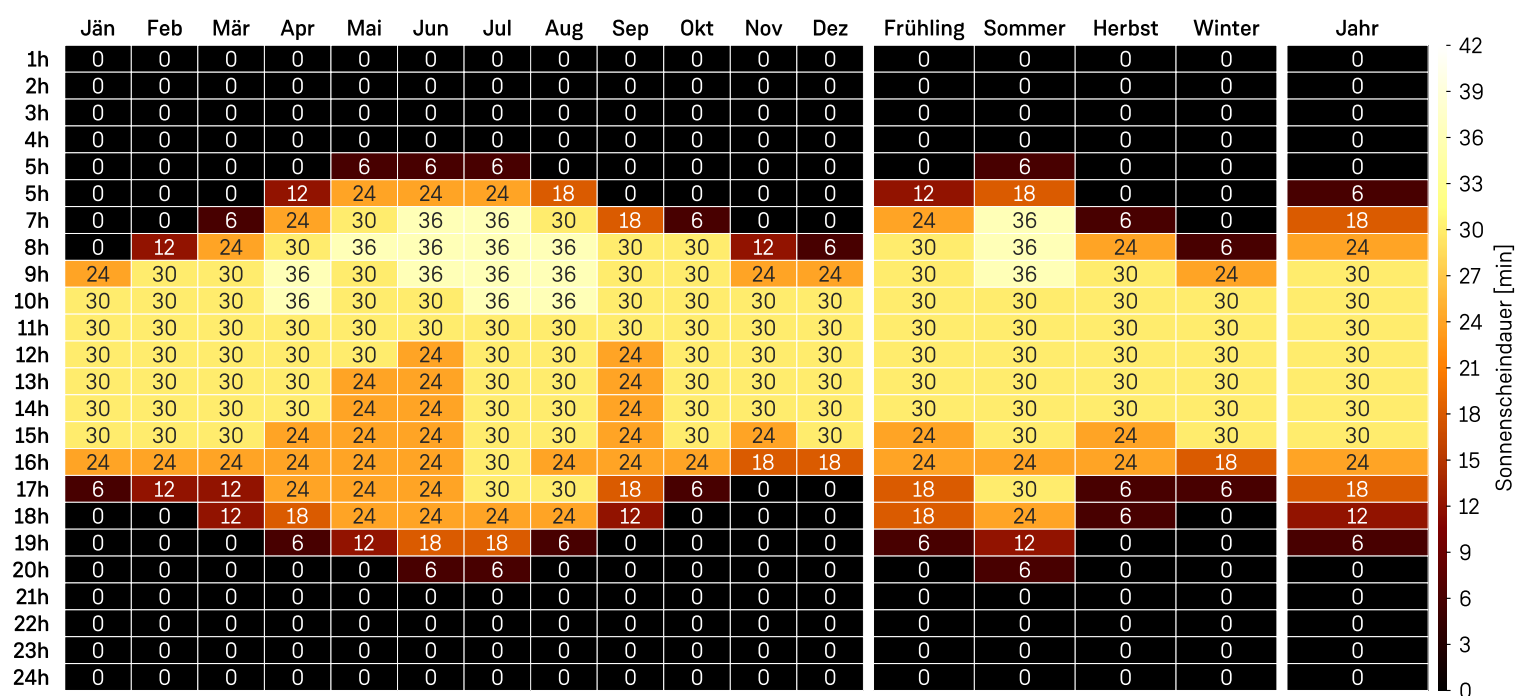 Jän Feb Mär Apr Mai Jun Jul Aug Sep Okt Nov Dez Frühling Sommer Herbst Winter Jahr
1h 0 0 0 0 0 0 0 0 0 0 0 0 0 0 0 0 0
2h 0 0 0 0 0 0 0 0 0 0 0 0 0 0 0 0 0
3h 0 0 0 0 0 0 0 0 0 0 0 0 0 0 0 0 0
4h 0 0 0 0 0 0 0 0 0 0 0 0 0 0 0 0 0
5h 0 0 0 0 6 6 6 0 0 0 0 0 0 6 0 0 0
5h 0 0 0 12 24 24 24 18 0 0 0 0 12 18 0 0 6
7h 0 0 6 24 30 36 36 30 18 6 0 0 24 36 6 0 18
8h 0 12 24 30 36 36 36 36 30 30 12 6 30 36 24 6 24
9h 24 30 30 36 30 36 36 36 30 30 24 24 30 36 30 24 30
10h 30 30 30 36 30 30 36 36 30 30 30 30 30 30 30 30 30
11h 30 30 30 30 30 30 30 30 30 30 30 30 30 30 30 30 30
12h 30 30 30 30 30 24 30 30 24 30 30 30 30 30 30 30 30
13h 30 30 30 30 24 24 30 30 24 30 30 30 30 30 30 30 30
14h 30 30 30 30 24 24 30 30 24 30 30 30 30 30 30 30 30
15h 30 30 30 24 24 24 30 30 24 30 24 30 24 30 24 30 30
16h 24 24 24 24 24 24 30 24 24 24 18 18 24 24 24 18 24
17h 6 12 12 24 24 24 30 30 18 6 0 0 18 30 6 6 18
18h 0 0 12 18 24 24 24 24 12 0 0 0 18 24 6 0 12
19h 0 0 0 6 12 18 18 6 0 0 0 0 6 12 0 0 6
20h 0 0 0 0 0 6 6 0 0 0 0 0 0 6 0 0 0
21h 0 0 0 0 0 0 0 0 0 0 0 0 0 0 0 0 0
22h 0 0 0 0 0 0 0 0 0 0 0 0 0 0 0 0 0
23h 0 0 0 0 0 0 0 0 0 0 0 0 0 0 0 0 0
24h 0 0 0 0 0 0 0 0 0 0 0 0 0 0 0 0 0
42
39
36
33
30
27
24
21
18
15
12
9
6
3
0
Sonnenscheindauer [min]